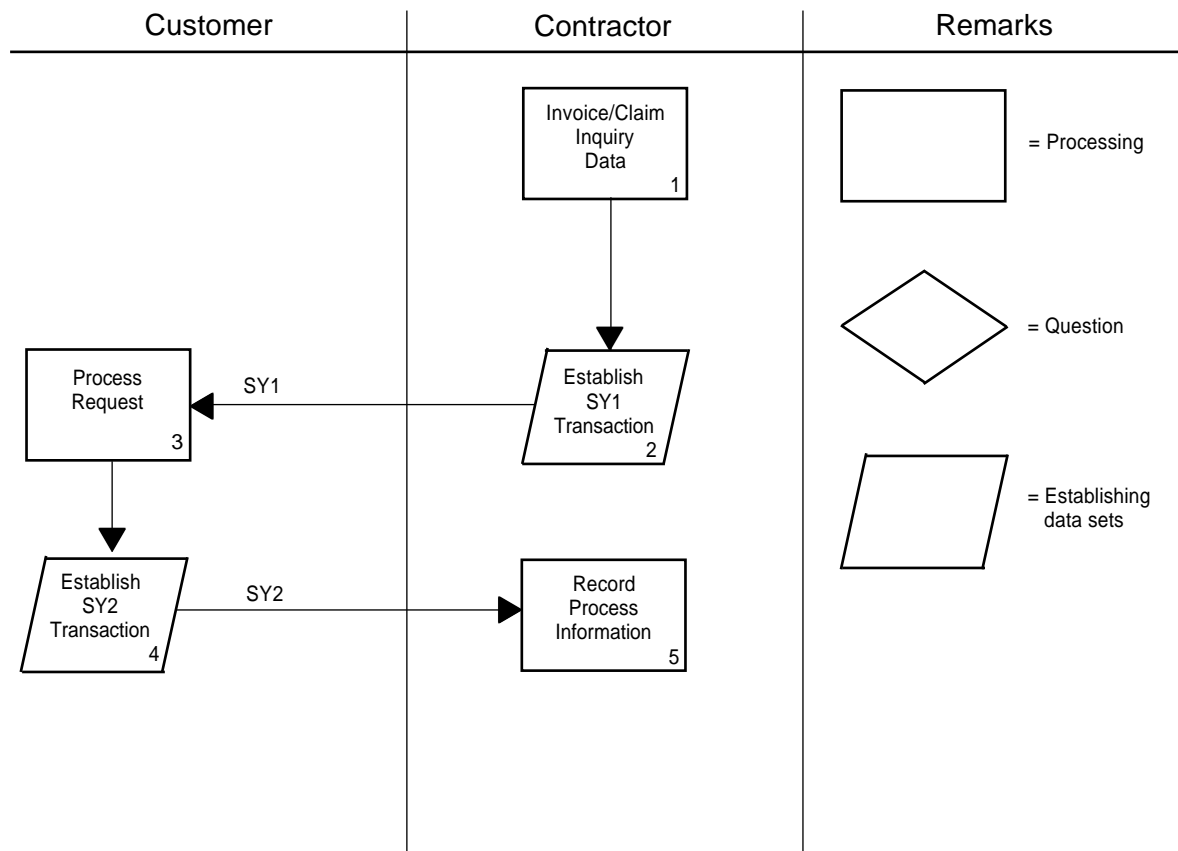 Customer
Contractor
Remarks
Invoice/Claim
Inquiry
Data
1
= Processing
= Question
Process
Request
3
SY1
Establish
SY1
Transaction
2
= Establishing
data sets
Establish
SY2
Transaction
4
SY2
Record
Process
Information
5